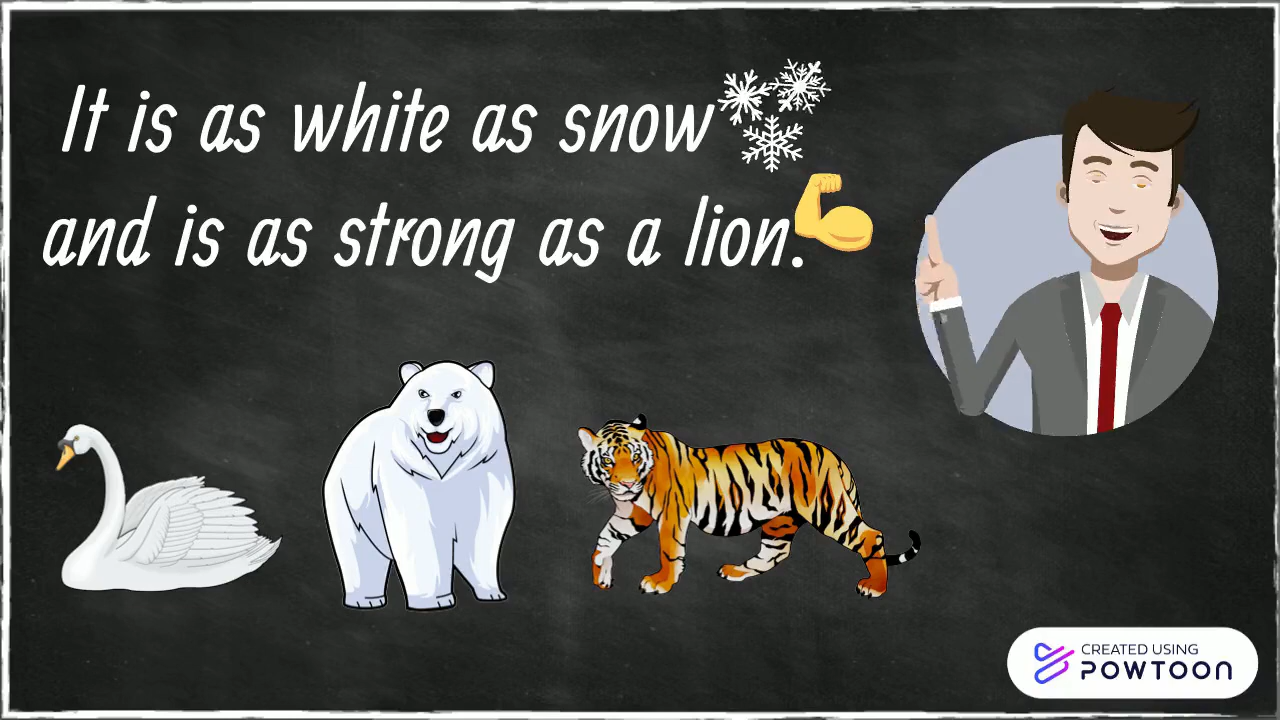 It is as white as snow
and is as strong as a lion.
CREATED USING
POWTOON